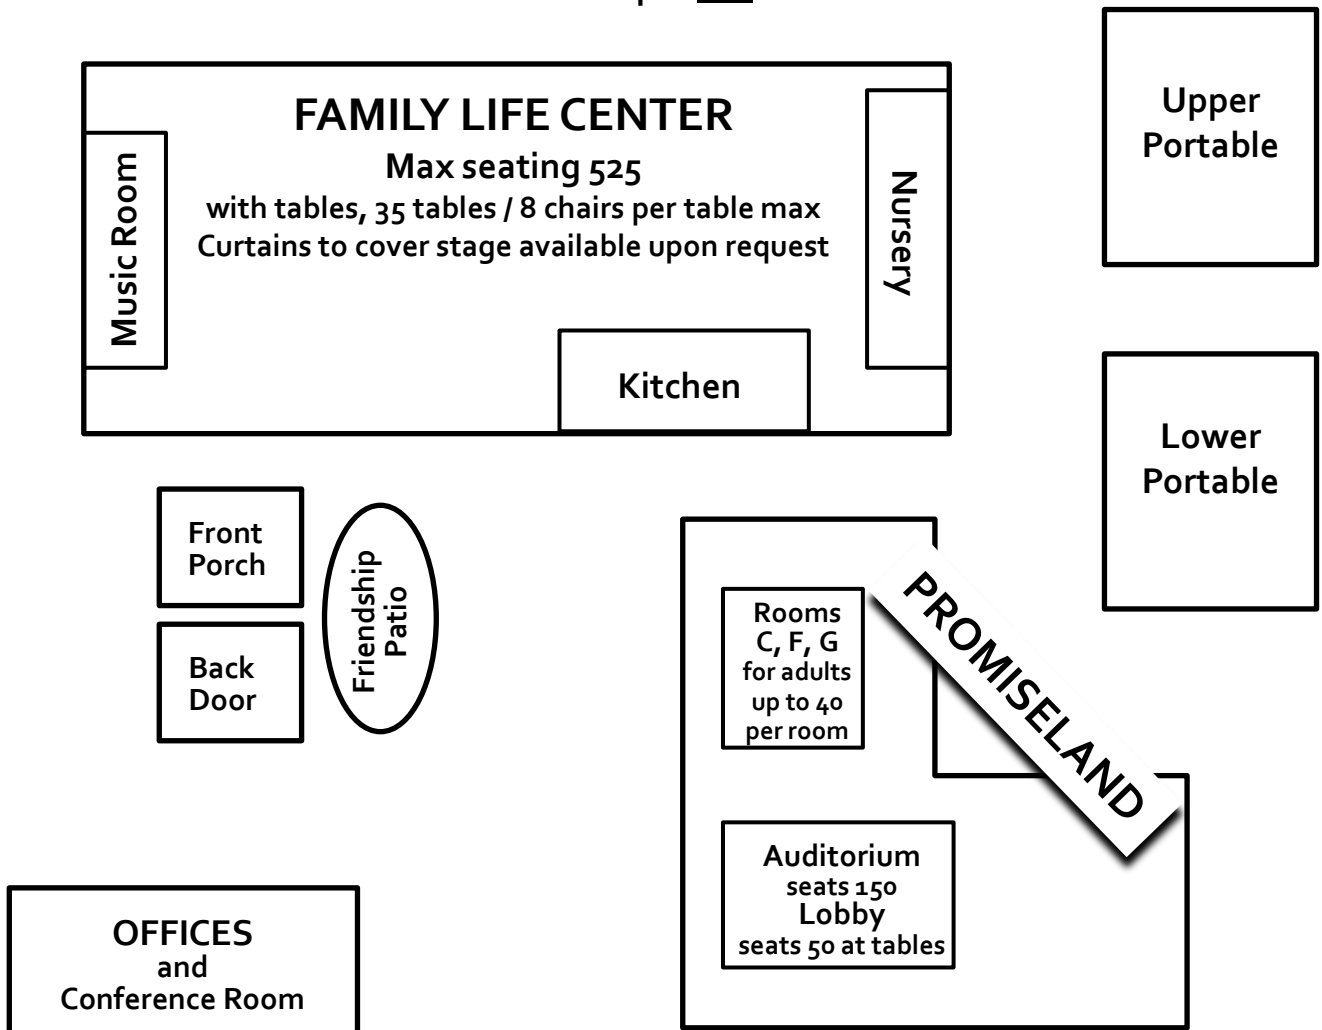 FAMILY LIFE CENTER
Max seating 525
with tables, 35 tables / 8 chairs per table max
Curtains to cover stage available upon request
Music Room
Nursery
Kitchen
Upper
Portable
Lower
Portable
Front
Porch
Back
Door
Friendship
Patio
PROMISELAND
Rooms
C, F, G
for adults
up to 40
per room
Auditorium
seats 150
Lobby
seats 50 at tables
OFFICES
and
Conference Room